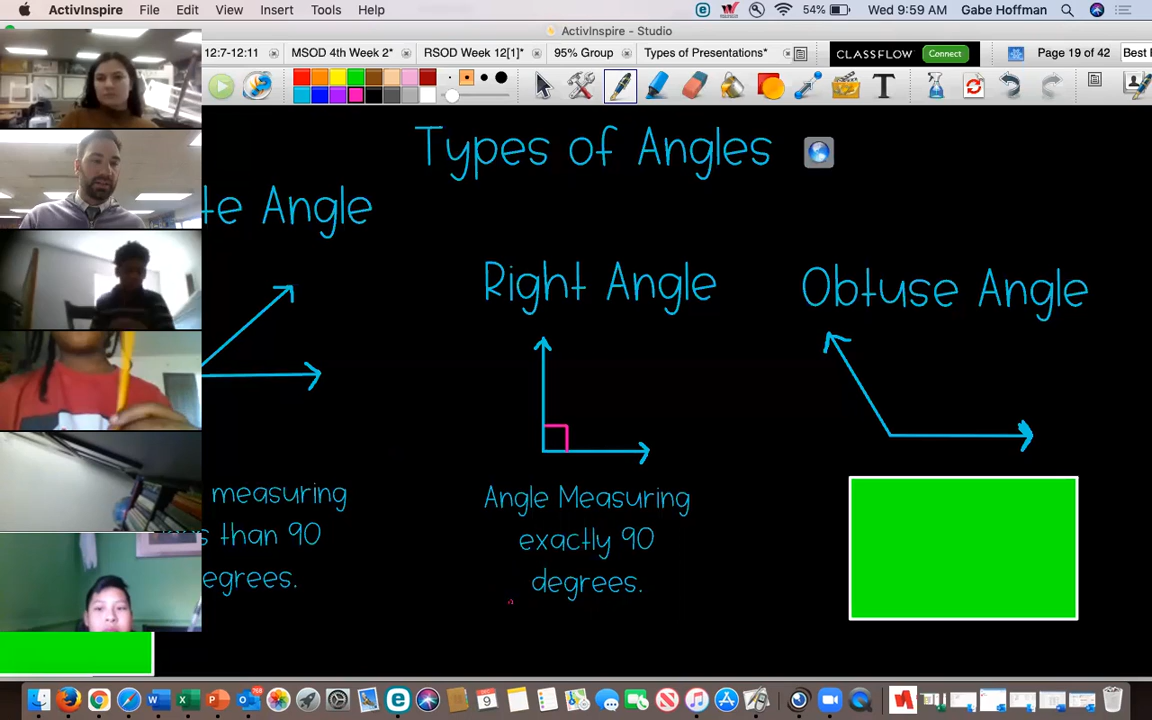 ActivInspire File Edit View Insert Tools Help 54% Wed 9:59 AM Gabe Hoffman
ActivInspire - Studio
12:7-12:11 MSOD 4th Week 2* RSOD Week 12[1]* 95% Group Types of Presentations* CLASSFLOW Connect Page 19 of 42 Best
Types of Angles
te Angle
Right Angle
Obtuse Angle
measuring
than 90
egrees.
Angle Measuring
exactly 90
degrees.